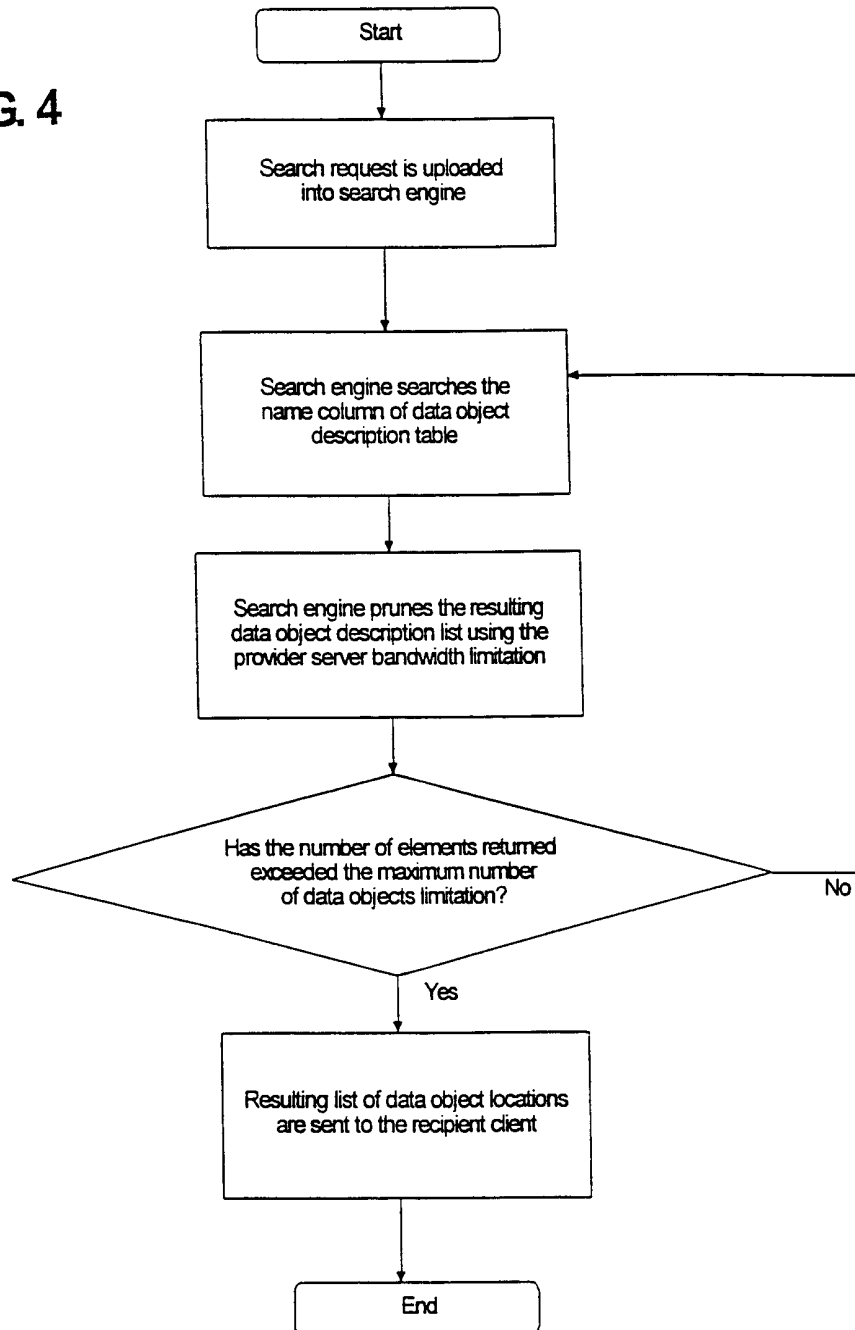 Start
G. 4
Search request is uploaded
into search engine
Search engine searches the
name column of data object
description table
Search engine prunes the resulting
data object description list using the
provider server bandwidth limitation
Has the number of elements returned
exceeded the maximum number
of data objects limitation?
No
Yes
Resulting list of data object locations
are sent to the recipient client
End